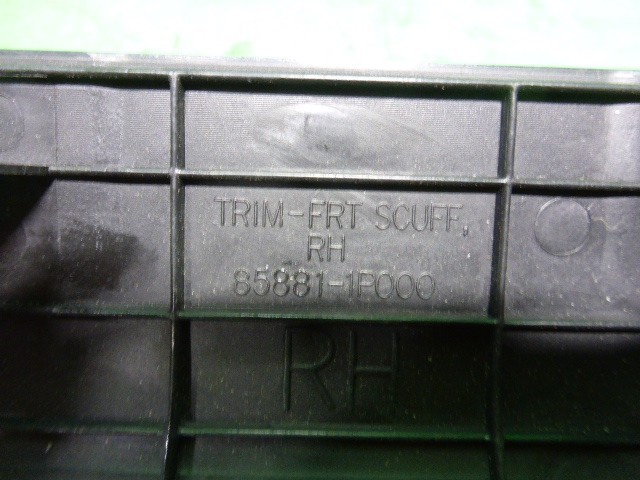 TRIM-FRT SCUFF,
RH
85881-1P000
RH